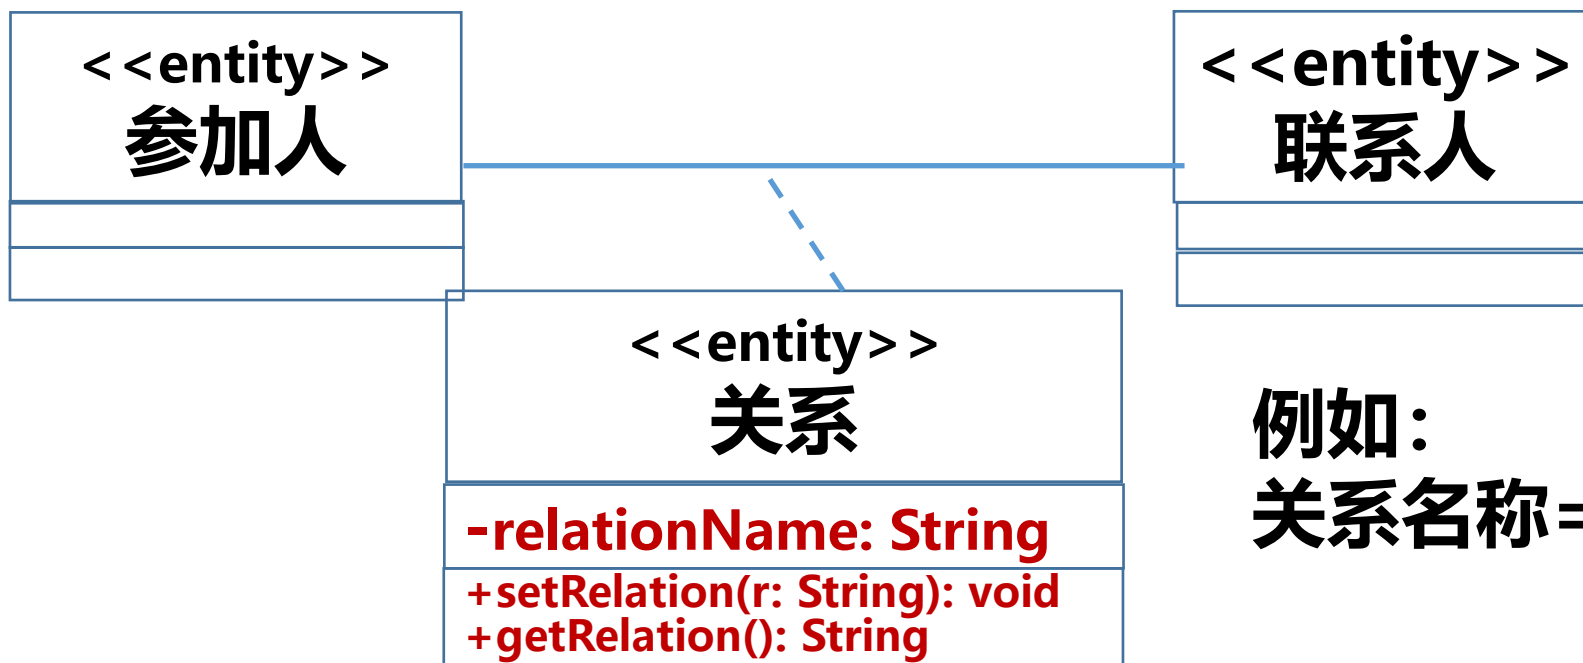 <<entity>>
参加人
<<entity>>
联系人
<<entity>>
关系
-relationName: String
+setRelation(r: String): void
+getRelation(): String
例如：
关系名称=